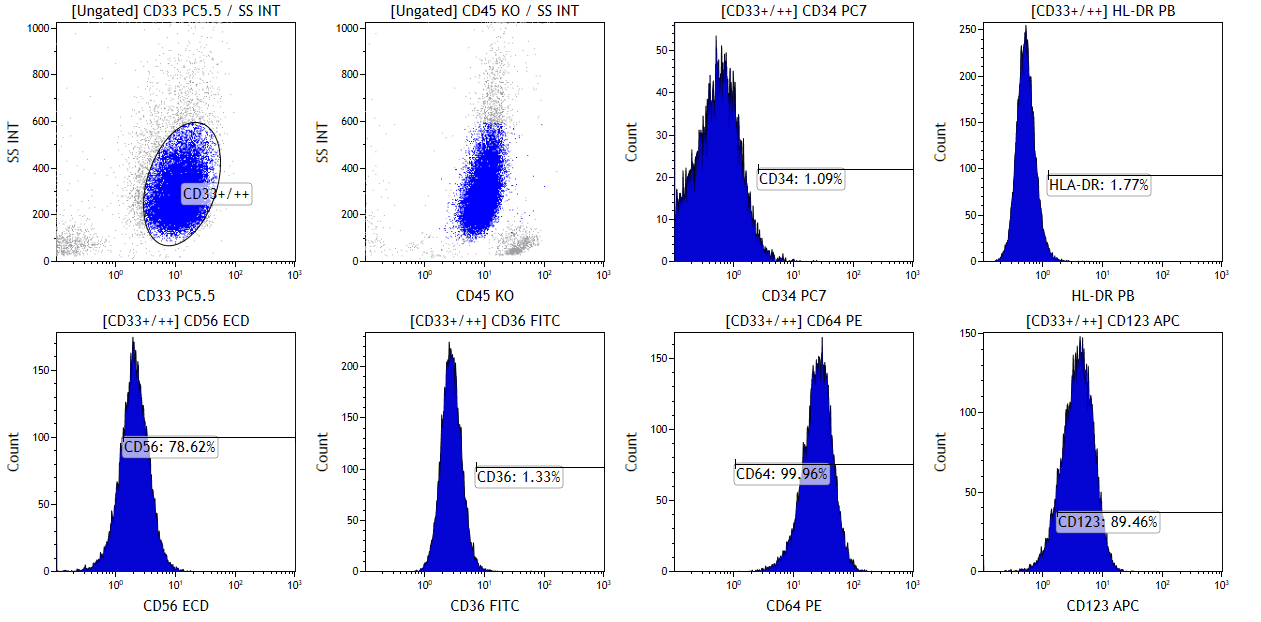 [Ungated] CD33 PC5.5 / SS INT
[Ungated] CD45 KO / SS INT
[CD33+/++] CD34 PC7
[CD33+/++] HL-DR PB
SS INT
1000
800
600
400
200
0
CD33+/++
10⁰ 10¹ 10² 10³
CD33 PC5.5
SS INT
1000
800
600
400
200
0
10⁰ 10¹ 10² 10³
CD45 KO
Count
50
40
30
20
10
0
CD34: 1.09%
10⁰ 10¹ 10² 10³
CD34 PC7
Count
250
200
150
100
50
0
HLA-DR: 1.77%
10⁰ 10¹ 10² 10³
HL-DR PB
[CD33+/++] CD56 ECD
[CD33+/++] CD36 FITC
[CD33+/++] CD64 PE
[CD33+/++] CD123 APC
Count
150
100
50
0
CD56: 78.62%
10⁰ 10¹ 10² 10³
CD56 ECD
Count
200
150
100
50
0
CD36: 1.33%
10⁰ 10¹ 10² 10³
CD36 FITC
Count
150
100
50
0
CD64: 99.96%
10⁰ 10¹ 10² 10³
CD64 PE
Count
150
100
50
0
CD123: 89.46%
10⁰ 10¹ 10² 10³
CD123 APC